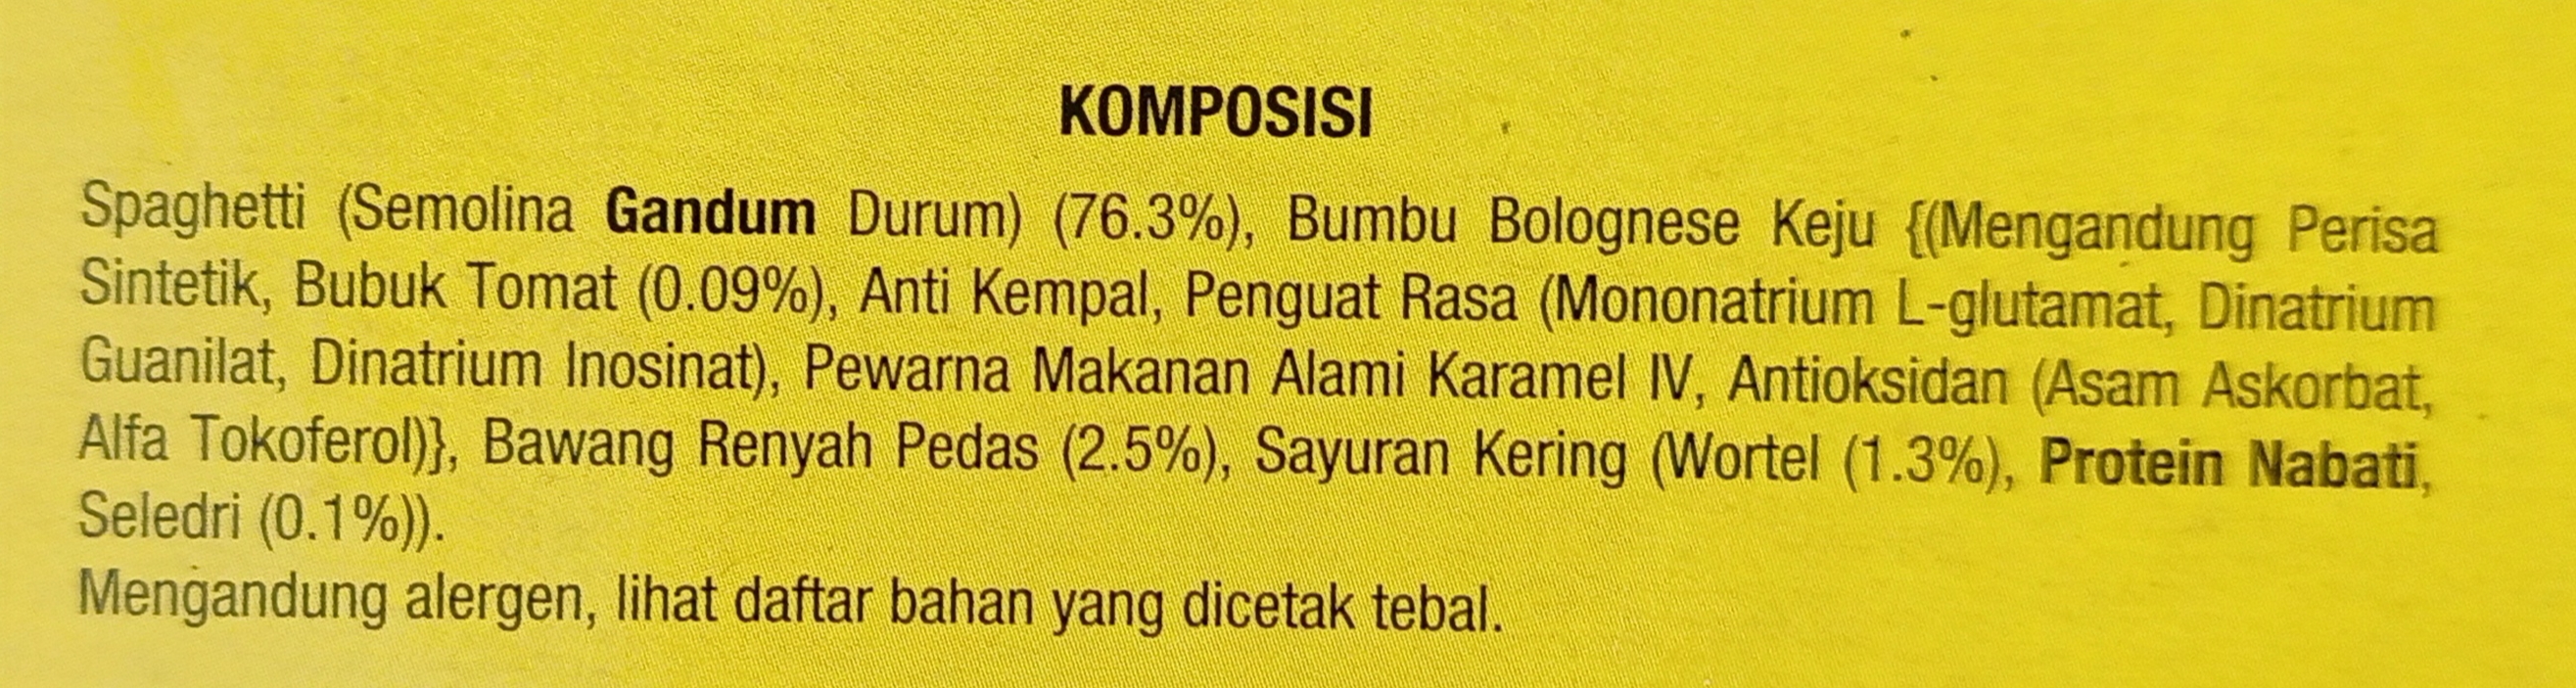 KOMPOSISI
Spaghetti (Semolina Gandum Durum) (76.3%), Bumbu Bolognese Keju {(Mengandung Perisa
Sintetik, Bubuk Tomat (0.09%), Anti Kempal, Penguat Rasa (Mononatrium L-glutamat, Dinatrium
Guanilat, Dinatrium Inosinat), Pewarna Makanan Alami Karamel IV, Antioksidan (Asam Askorbat,
Alfa Tokoferol)}, Bawang Renyah Pedas (2.5%), Sayuran Kering (Wortel (1.3%), Protein Nabati,
Seledri (0.1%)).
Mengandung alergen, lihat daftar bahan yang dicetak tebal.